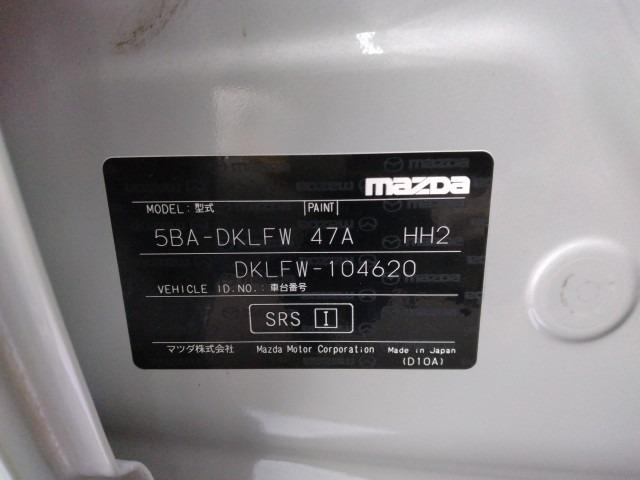 mazda
MODEL:型式 PAINT
5BA-DKLFW 47A HH2
DKLFW-104620
VEHICLE ID.NO.:車台番号
SRS I
マツダ株式会社 Mazda Motor Corporation Made in Japan
(D10A)